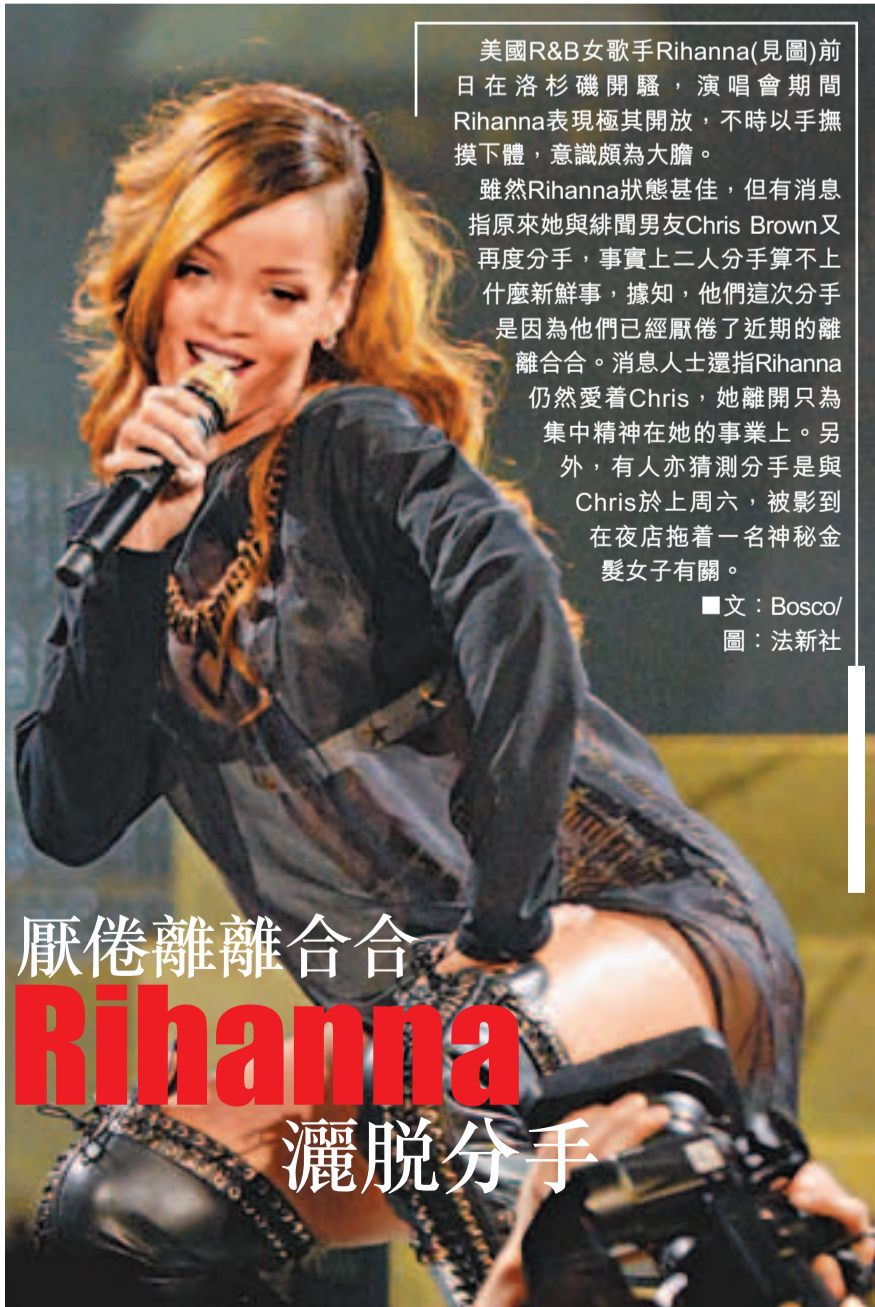 美國R&B女歌手Rihanna(見圖)前
日在洛杉磯開騷，演唱會期間
Rihanna表現極其開放，不時以手撫
摸下體，意識頗為大膽。
雖然Rihanna狀態甚佳，但有消息
指原來她與緋聞男友Chris Brown又
再度分手，事實上二人分手算不上
什麼新鮮事，據知，他們這次分手
是因為他們已經厭倦了近期的離
離合合。消息人士還指Rihanna
仍然愛着Chris，她離開只為
集中精神在她的事業上。另
外，有人亦猜測分手是與
Chris於上周六，被影到
在夜店拖着一名神秘金
髮女子有關。
■文：Bosco/
圖：法新社
厭倦離離合合
Rihanna
灑脫分手